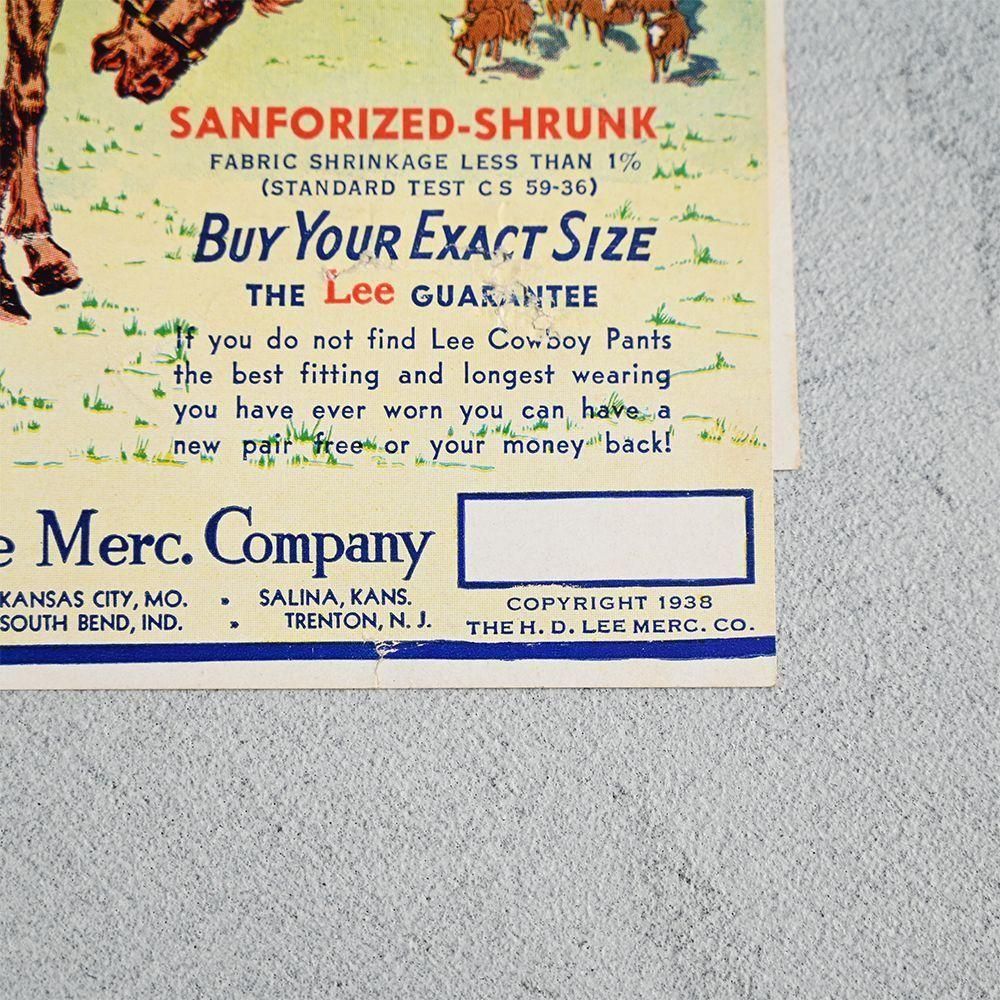 SANFORIZED-SHRUNK
FABRIC SHRINKAGE LESS THAN 1%
(STANDARD TEST CS 59-36)
BUY YOUR EXACT SIZE
THE Lee GUARANTEE
If you do not find Lee Cowboy Pants
the best fitting and longest wearing
you have ever worn you can have a
new pair free or your money back!
e Merc. Company
KANSAS CITY, MO. » SALINA, KANS.
SOUTH BEND, IND. » TRENTON, N. J.
COPYRIGHT 1938
THE H. D. LEE MERC. CO.